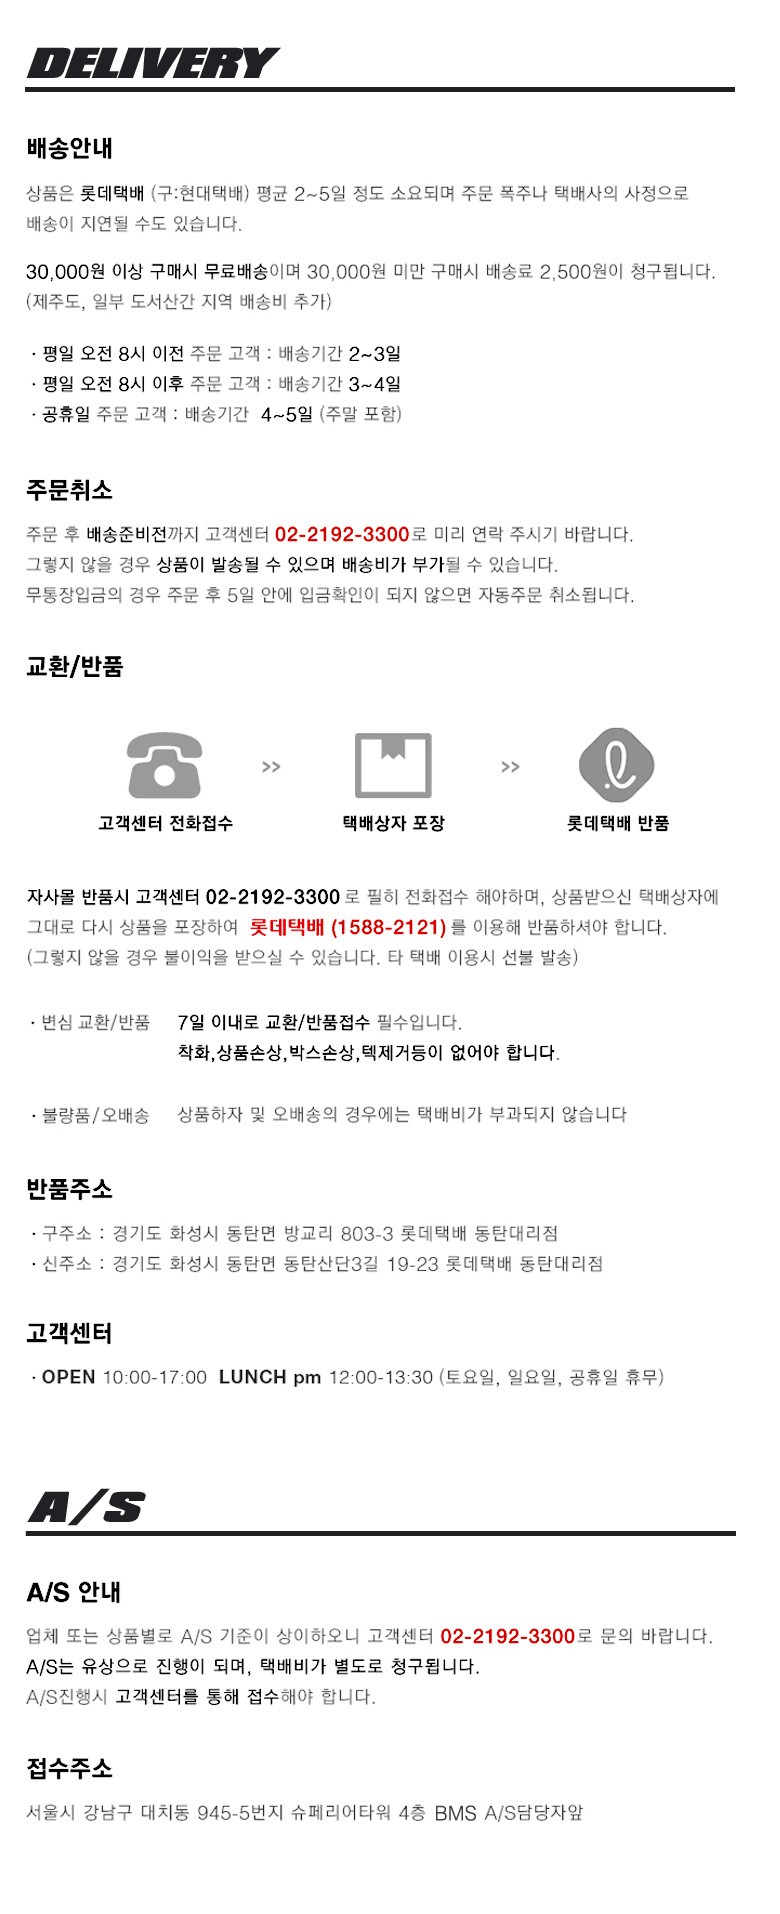 DELIVERY
배송안내
상품은 롯데택배 (구:현대택배) 평균 2~5일 정도 소요되며 주문 폭주나 택배사의 사정으로
배송이 지연될 수도 있습니다.
30,000원 이상 구매시 무료배송이며 30,000원 미만 구매시 배송료 2,500원이 청구됩니다.
(제주도, 일부 도서산간 지역 배송비 추가)
· 평일 오전 8시 이전 주문 고객 : 배송기간 2~3일
· 평일 오전 8시 이후 주문 고객 : 배송기간 3~4일
· 공휴일 주문 고객 : 배송기간 4~5일 (주말 포함)
주문취소
주문 후 배송준비전까지 고객센터 02-2192-3300로 미리 연락 주시기 바랍니다.
그렇지 않을 경우 상품이 발송될 수 있으며 배송비가 부가될 수 있습니다.
무통장입금의 경우 주문 후 5일 안에 입금확인이 되지 않으면 자동주문 취소됩니다.
교환/반품
>> >>
고객센터 전화접수 택배상자 포장 롯데택배 반품
자사몰 반품시 고객센터 02-2192-3300 로 필히 전화접수 해야하며, 상품받으신 택배상자에
그대로 다시 상품을 포장하여 롯데택배 (1588-2121) 를 이용해 반품하셔야 합니다.
(그렇지 않을 경우 불이익을 받으실 수 있습니다. 타 택배 이용시 선불 발송)
· 변심 교환/반품 7일 이내로 교환/반품접수 필수입니다.
착화,상품손상,박스손상,텍제거등이 없어야 합니다.
· 불량품/오배송 상품하자 및 오배송의 경우에는 택배비가 부과되지 않습니다
반품주소
· 구주소 : 경기도 화성시 동탄면 방교리 803-3 롯데택배 동탄대리점
· 신주소 : 경기도 화성시 동탄면 동탄산단3길 19-23 롯데택배 동탄대리점
고객센터
· OPEN 10:00-17:00 LUNCH pm 12:00-13:30 (토요일, 일요일, 공휴일 휴무)
A/S
A/S 안내
업체 또는 상품별로 A/S 기준이 상이하오니 고객센터 02-2192-3300로 문의 바랍니다.
A/S는 유상으로 진행이 되며, 택배비가 별도로 청구됩니다.
A/S진행시 고객센터를 통해 접수해야 합니다.
접수주소
서울시 강남구 대치동 945-5번지 슈페리어타워 4층 BMS A/S담당자앞